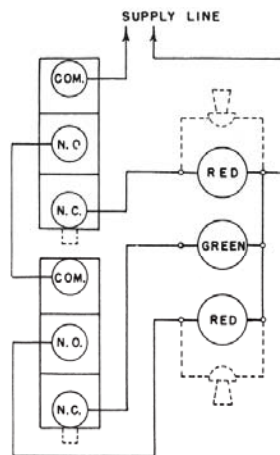 SUPPLY LINE
COM.
N.O
N.C.
RED
GREEN
COM.
N.O.
RED
N.C.